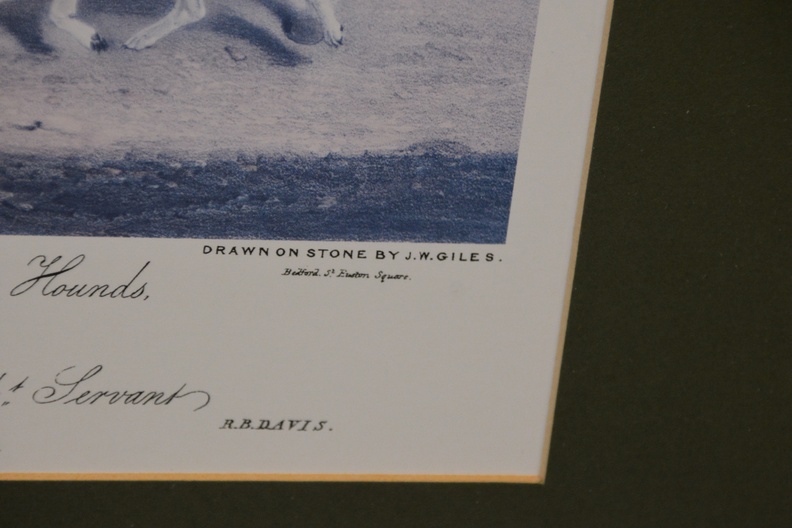 DRAWN ON STONE BY J.W. GILES.
Bedford. St Euston Square.
Hounds,
t Servant
R.B.DAVIS.